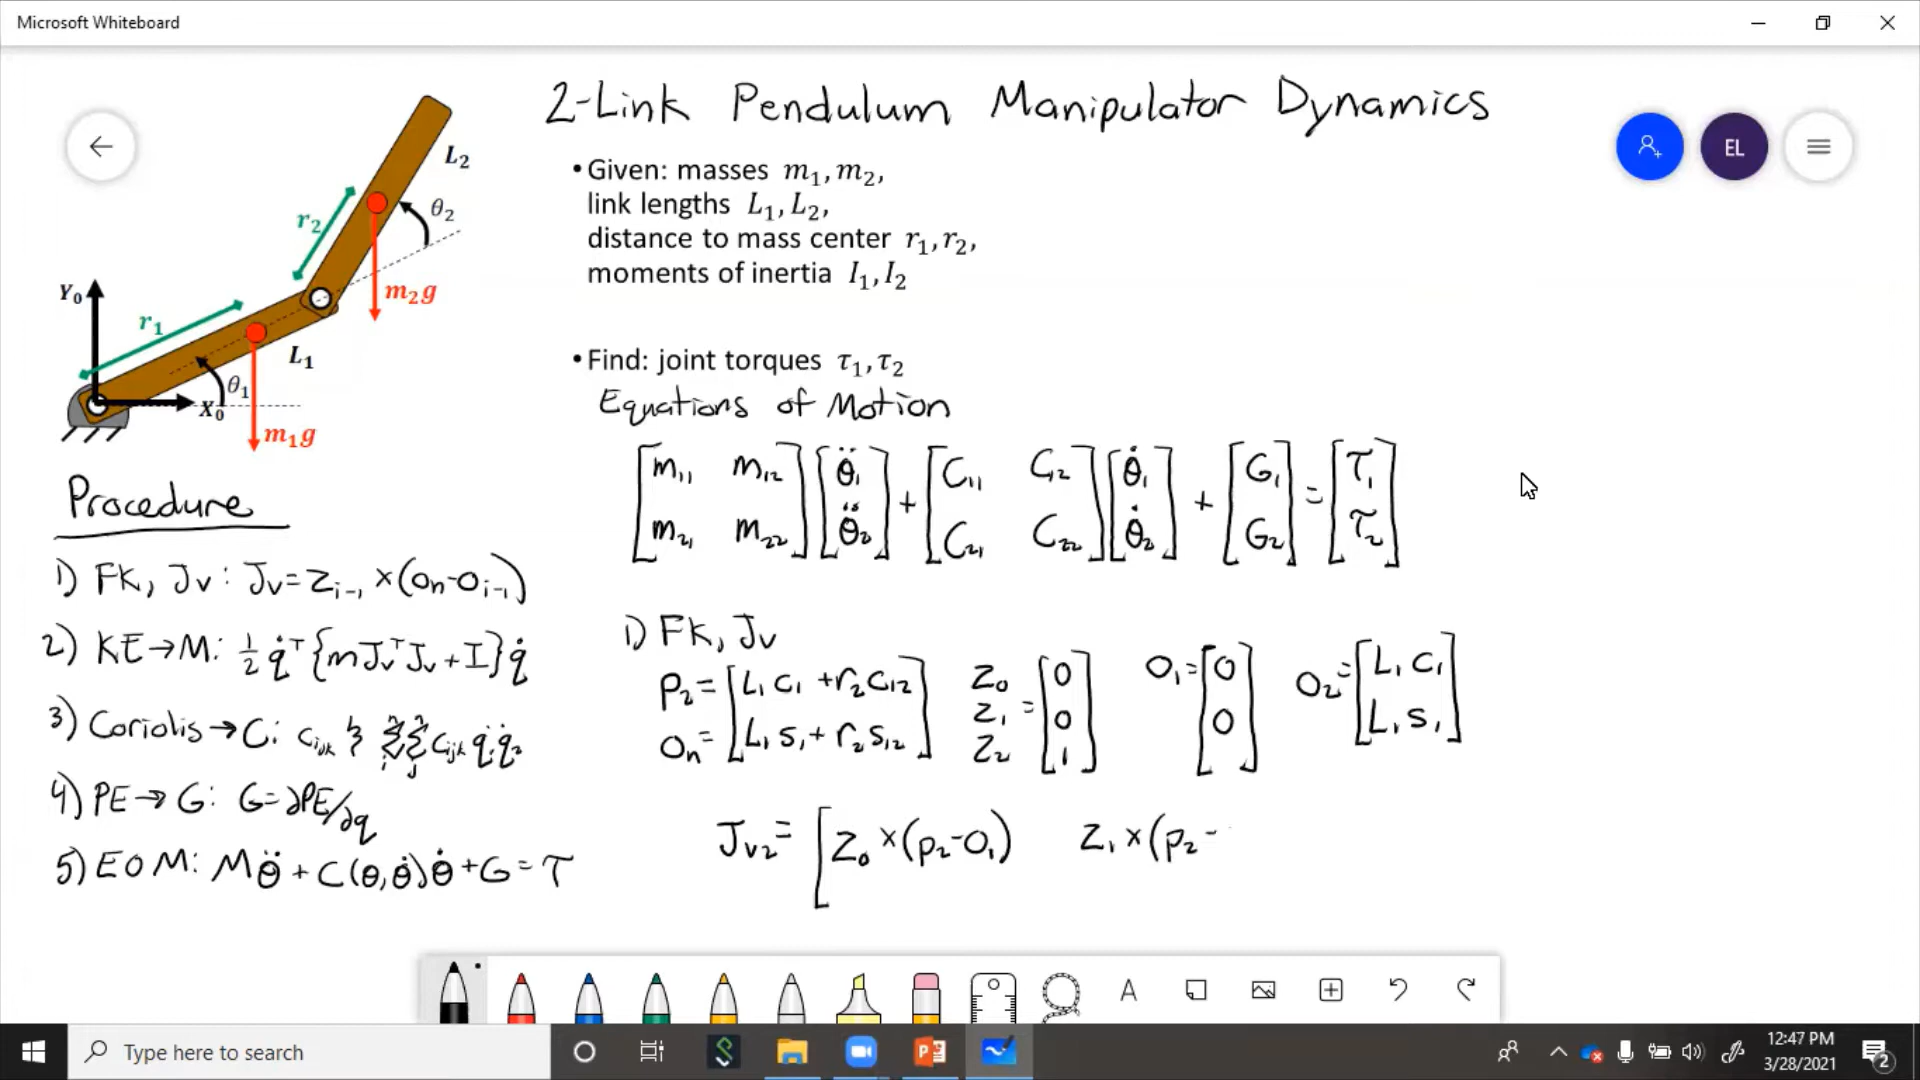 Microsoft Whiteboard
2-Link Pendulum Manipulator Dynamics
EL
• Given: masses m₁, m₂,
link lengths L₁, L₂,
distance to mass center r₁, r₂,
moments of inertia I₁, I₂
L₂
θ₂
r₂
m₂g
Y₀
r₁
L₁
θ₁
X₀
m₁g
• Find: joint torques τ₁, τ₂
Equations of Motion
[m₁₁ m₁₂; m₂₁ m₂₂] [θ̈₁; θ̈₂] + [C₁₁ C₁₂; C₂₁ C₂₂] [θ̇₁; θ̇₂] + [G₁; G₂] = [τ₁; τ₂]
Procedure
1) FK, Jv : Jv = Zᵢ₋₁ × (oₙ - oᵢ₋₁)
2) KE → M: ½ q̇ᵀ {m Jvᵀ Jv + I} q̇
3) Coriolis → C:
4) PE → G: G = ∂PE/∂q
5) EOM: Mθ̈ + C(θ,θ̇)θ̇ + G = τ
1) FK, Jv
P₂ = Oₙ = [L₁C₁ + r₂C₁₂; L₁S₁ + r₂S₁₂]
Z₀ Z₁ Z₂ = [0; 0; 1]
O₁ = [0; 0]
O₂ = [L₁C₁; L₁S₁]
Jv₂ = [Z₀ × (P₂ - O₁) Z₁ × (P₂ -
A
Type here to search
12:47 PM
3/28/2021
2